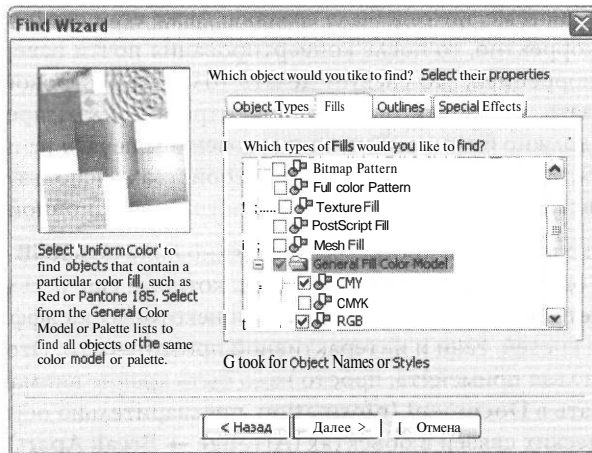 Find Wizard
Which object would you tike to find? Select their properties
Object Types Fills Outlines Special Effects
Which types of Fills would you like to find?
Bitmap Pattern
Full color Pattern
Texture Fill
PostScript Fill
Mesh Fill
General Fill Color Model
CMY
CMYK
RGB
Select 'Uniform Color' to
find objects that contain a
particular color fill, such as
Red or Pantone 185. Select
from the General Color
Model or Palette lists to
find all objects of the same
color model or palette.
G took for Object Names or Styles
< Назад Далее > Отмена